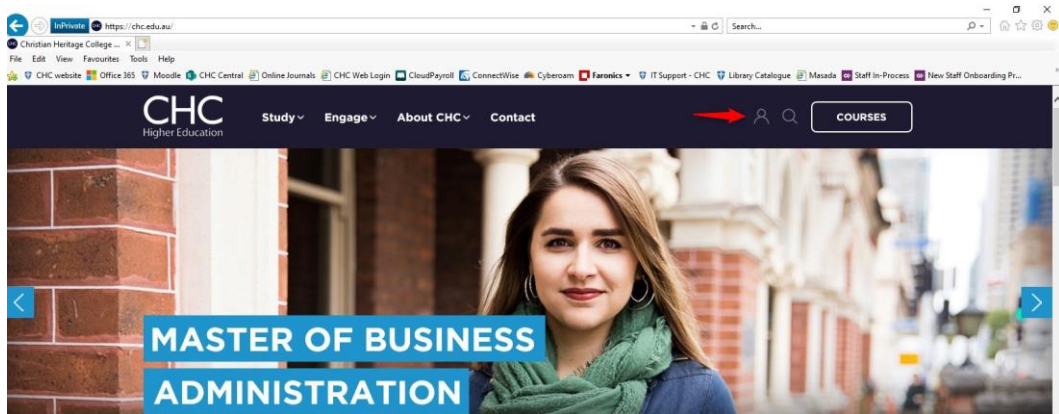 InPrivate https://chc.edu.au/ Search...
Christian Heritage College ...
File Edit View Favourites Tools Help
CHC website Office 365 Moodle CHC Central Online Journals CHC Web Login CloudPayroll ConnectWise Cyberoam Faronics IT Support - CHC Library Catalogue Masada Staff In-Process New Staff Onboarding Pr...
CHC
Higher Education
Study Engage About CHC Contact COURSES
MASTER OF BUSINESS
ADMINISTRATION